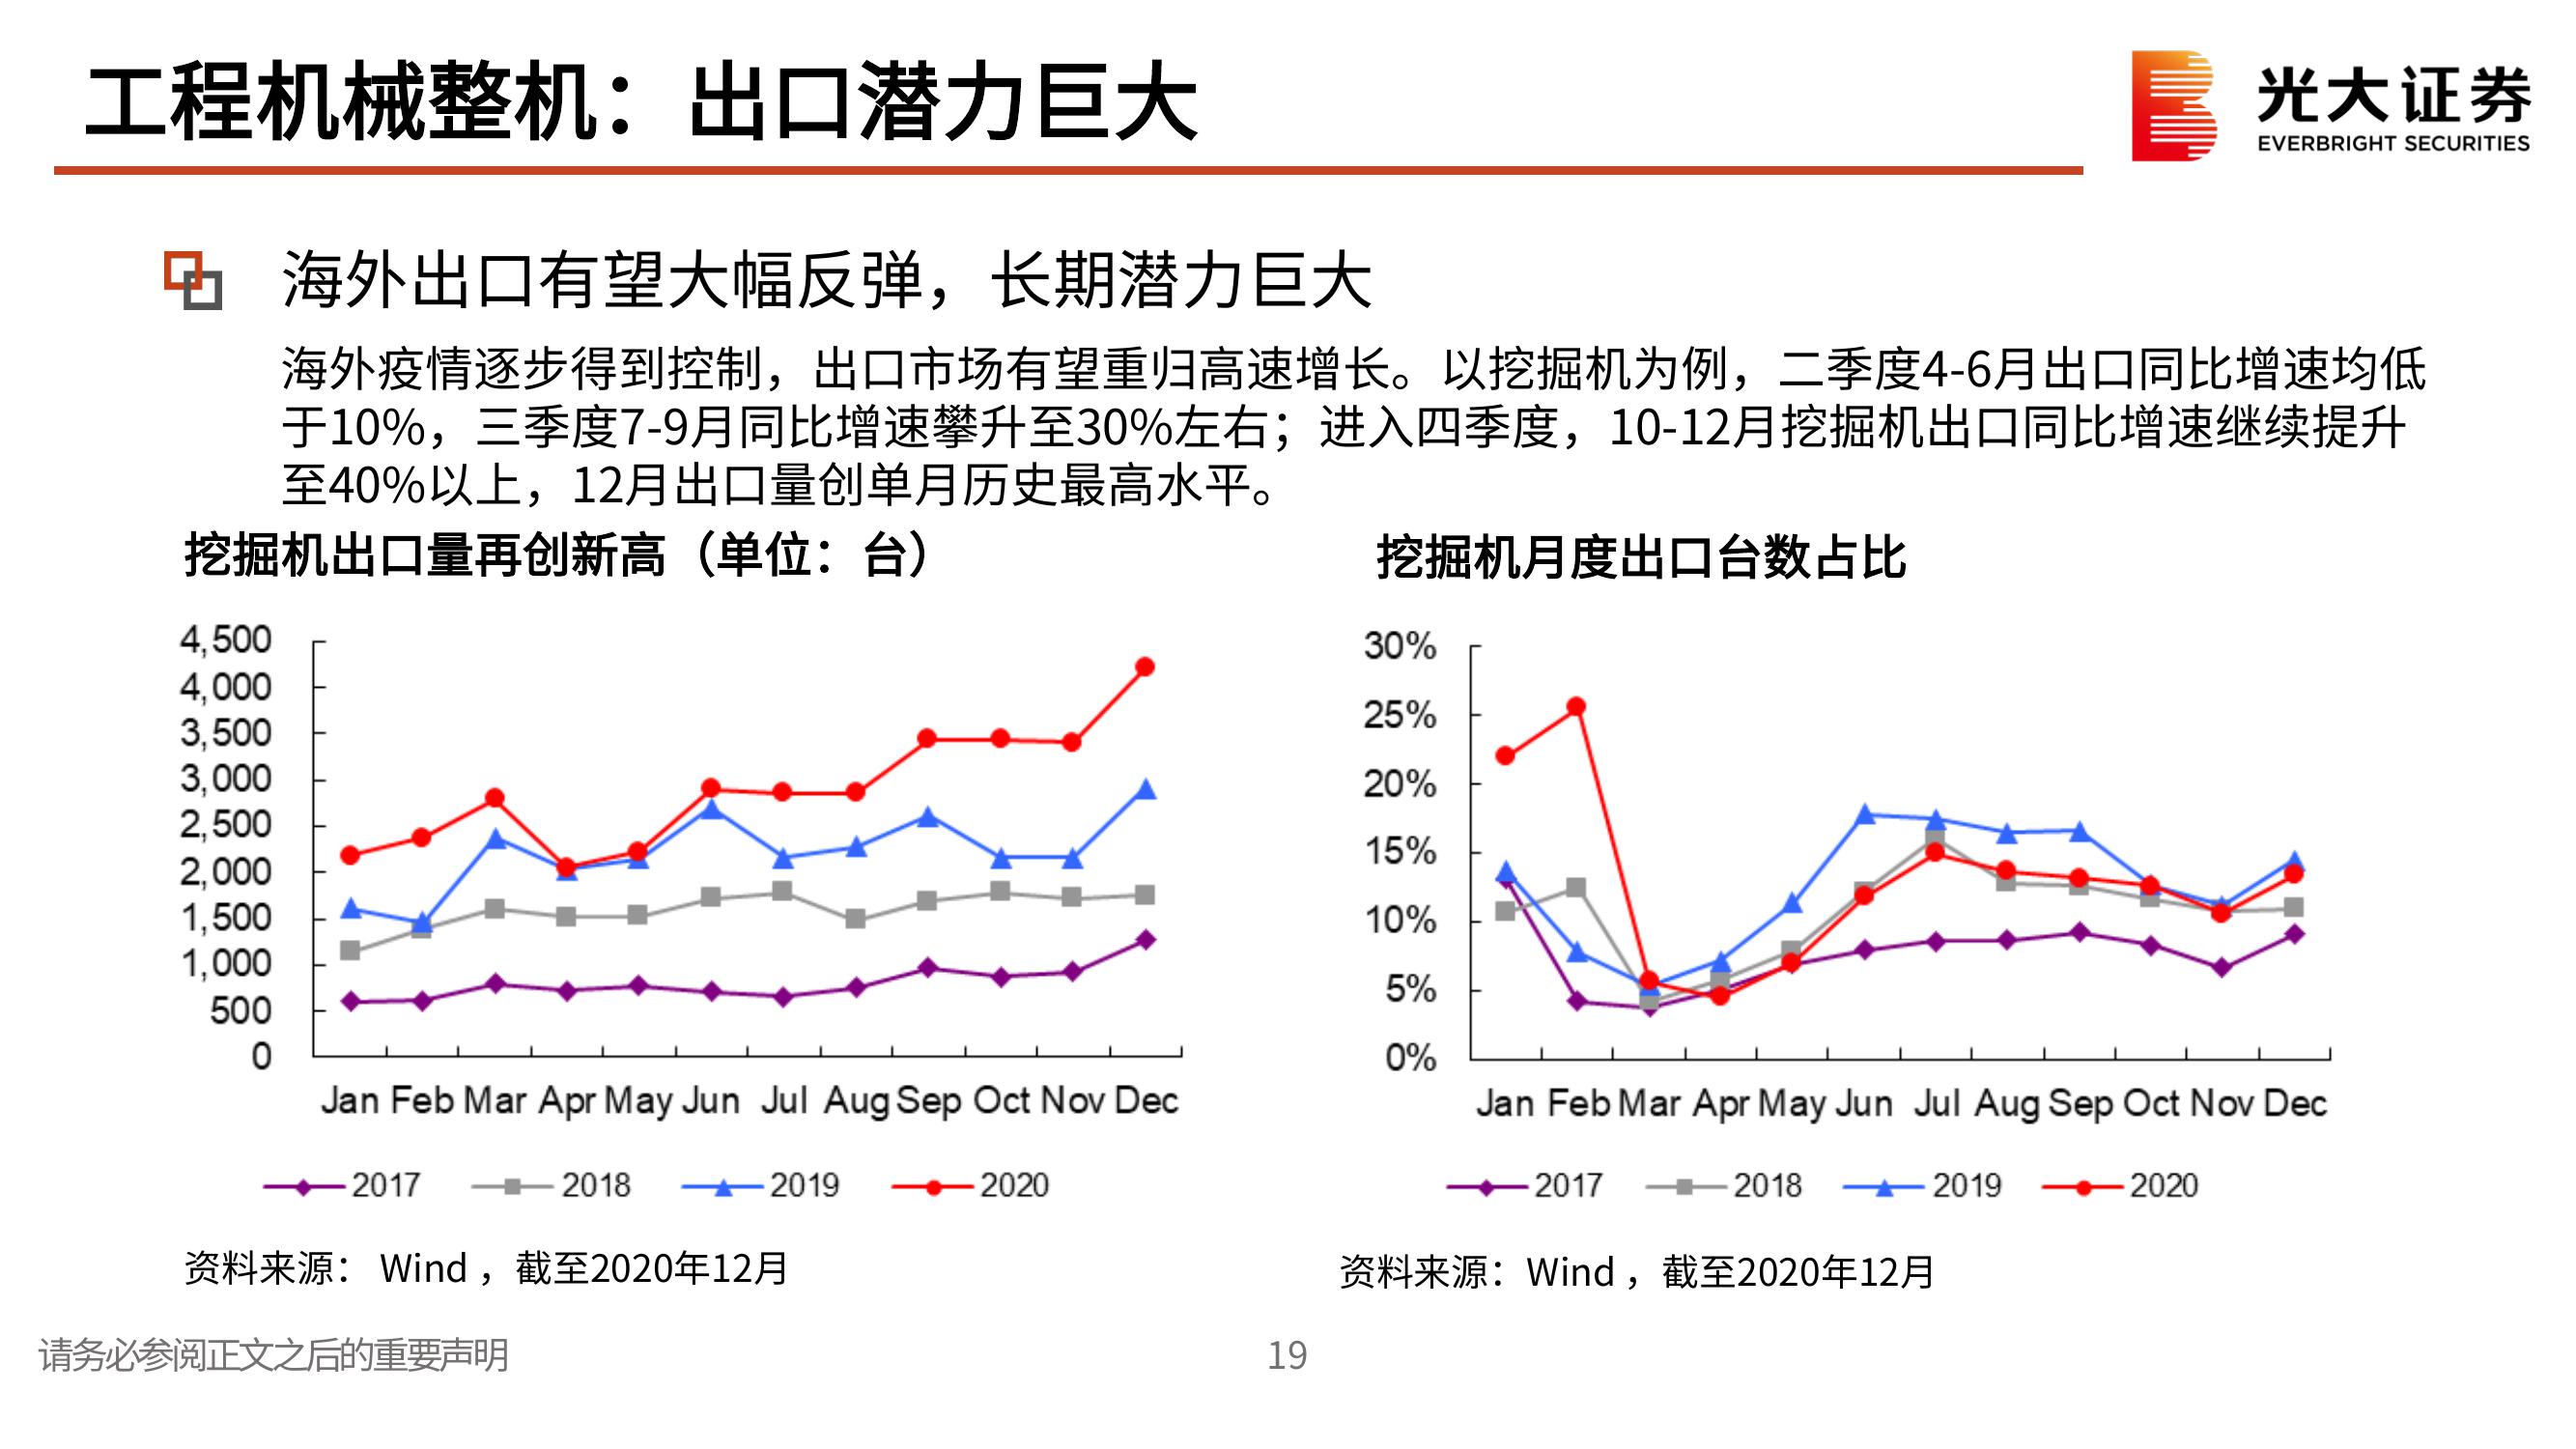 工程机械整机：出口潜力巨大
光大证券
EVERBRIGHT SECURITIES
海外出口有望大幅反弹，长期潜力巨大
海外疫情逐步得到控制，出口市场有望重归高速增长。以挖掘机为例，二季度4-6月出口同比增速均低
于10%，三季度7-9月同比增速攀升至30%左右；进入四季度，10-12月挖掘机出口同比增速继续提升
至40%以上，12月出口量创单月历史最高水平。
挖掘机出口量再创新高（单位：台）
4,500
4,000
3,500
3,000
2,500
2,000
1,500
1,000
500
0
Jan Feb Mar Apr May Jun Jul Aug Sep Oct Nov Dec
2017 2018 2019 2020
资料来源： Wind ，截至2020年12月
挖掘机月度出口台数占比
30%
25%
20%
15%
10%
5%
0%
Jan Feb Mar Apr May Jun Jul Aug Sep Oct Nov Dec
2017 2018 2019 2020
资料来源：Wind ，截至2020年12月
请务必参阅正文之后的重要声明
19